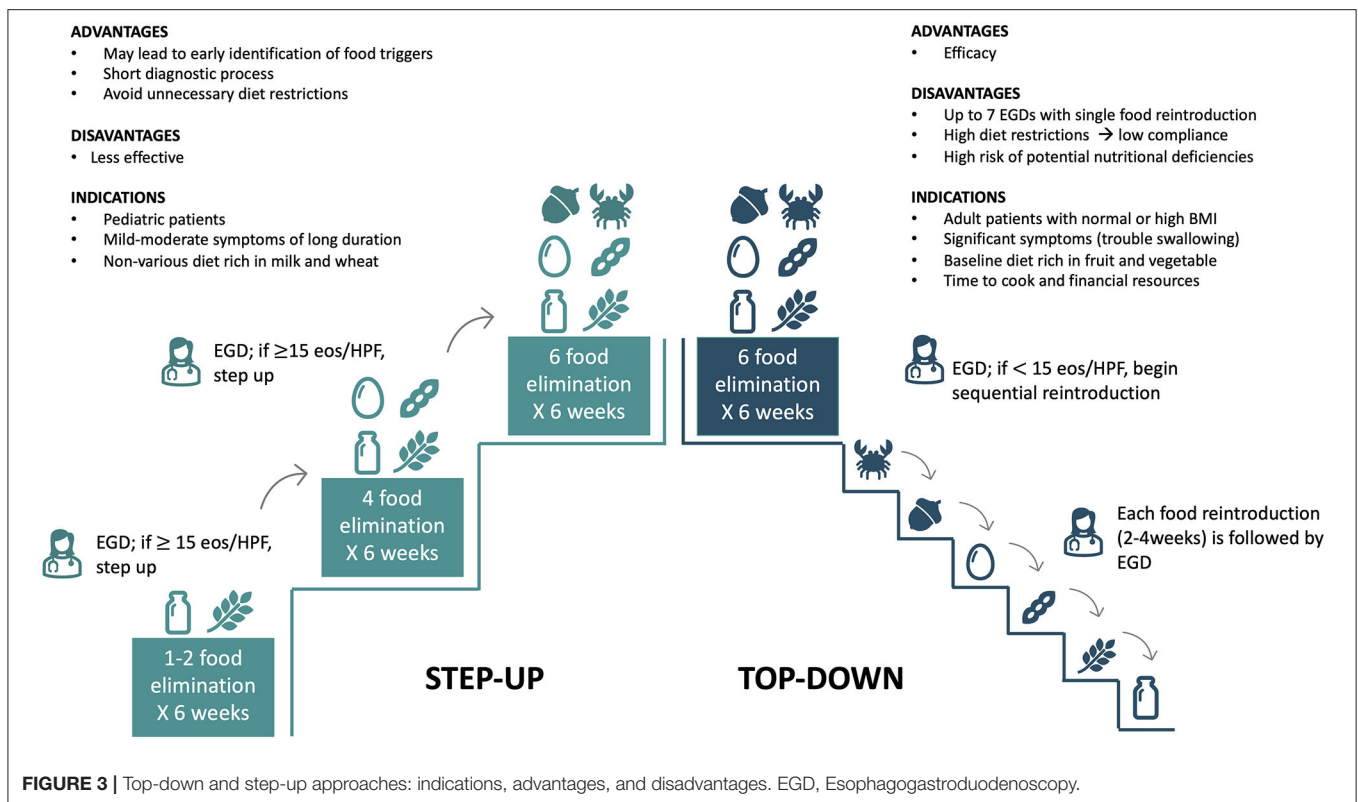 ADVANTAGES
• May lead to early identification of food triggers
• Short diagnostic process
• Avoid unnecessary diet restrictions
DISAVANTAGES
• Less effective
INDICATIONS
• Pediatric patients
• Mild-moderate symptoms of long duration
• Non-various diet rich in milk and wheat
EGD; if ≥15 eos/HPF,
step up
EGD; if ≥ 15 eos/HPF,
step up
1-2 food
elimination
X 6 weeks
4 food
elimination
X 6 weeks
6 food
elimination
X 6 weeks
STEP-UP
ADVANTAGES
• Efficacy
DISAVANTAGES
• Up to 7 EGDs with single food reintroduction
• High diet restrictions → low compliance
• High risk of potential nutritional deficiencies
INDICATIONS
• Adult patients with normal or high BMI
• Significant symptoms (trouble swallowing)
• Baseline diet rich in fruit and vegetable
• Time to cook and financial resources
6 food
elimination
X 6 weeks
EGD; if < 15 eos/HPF, begin
sequential reintroduction
Each food reintroduction
(2-4weeks) is followed by
EGD
TOP-DOWN
FIGURE 3 | Top-down and step-up approaches: indications, advantages, and disadvantages. EGD, Esophagogastroduodenoscopy.